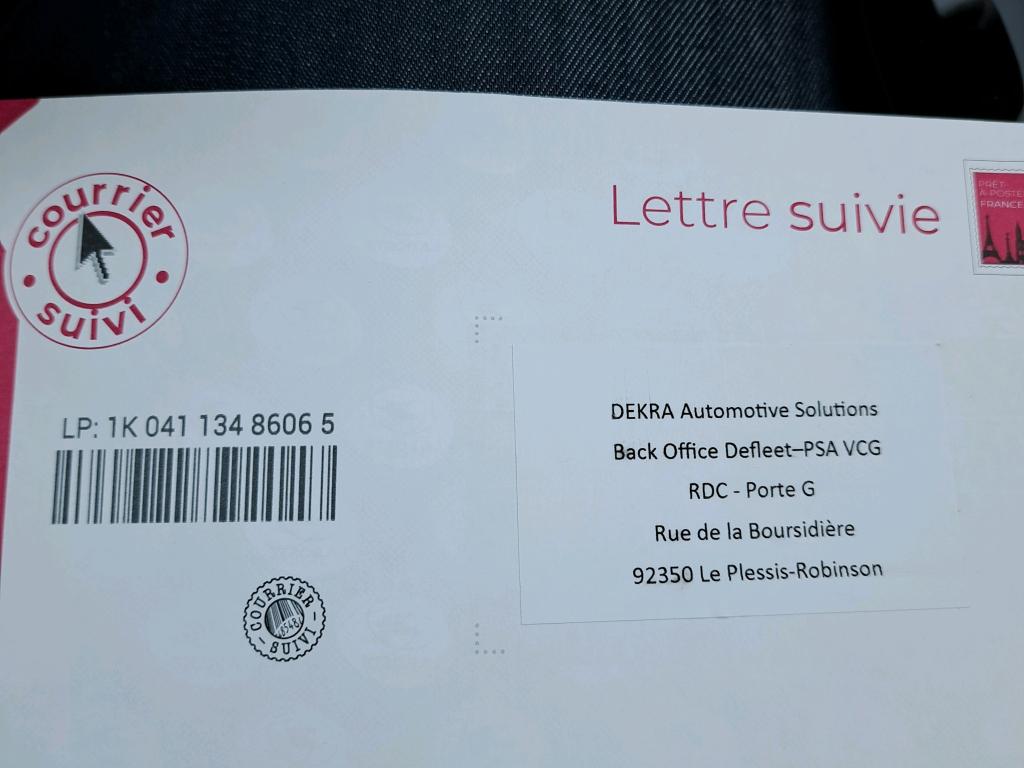 courrier
suivi
Lettre suivie
PRÊT-
À-POSTER
FRANCE
LP: 1K 041 134 8606 5
DEKRA Automotive Solutions
Back Office Defleet–PSA VCG
RDC - Porte G
Rue de la Boursidière
92350 Le Plessis-Robinson
COURRIER
SUIVI